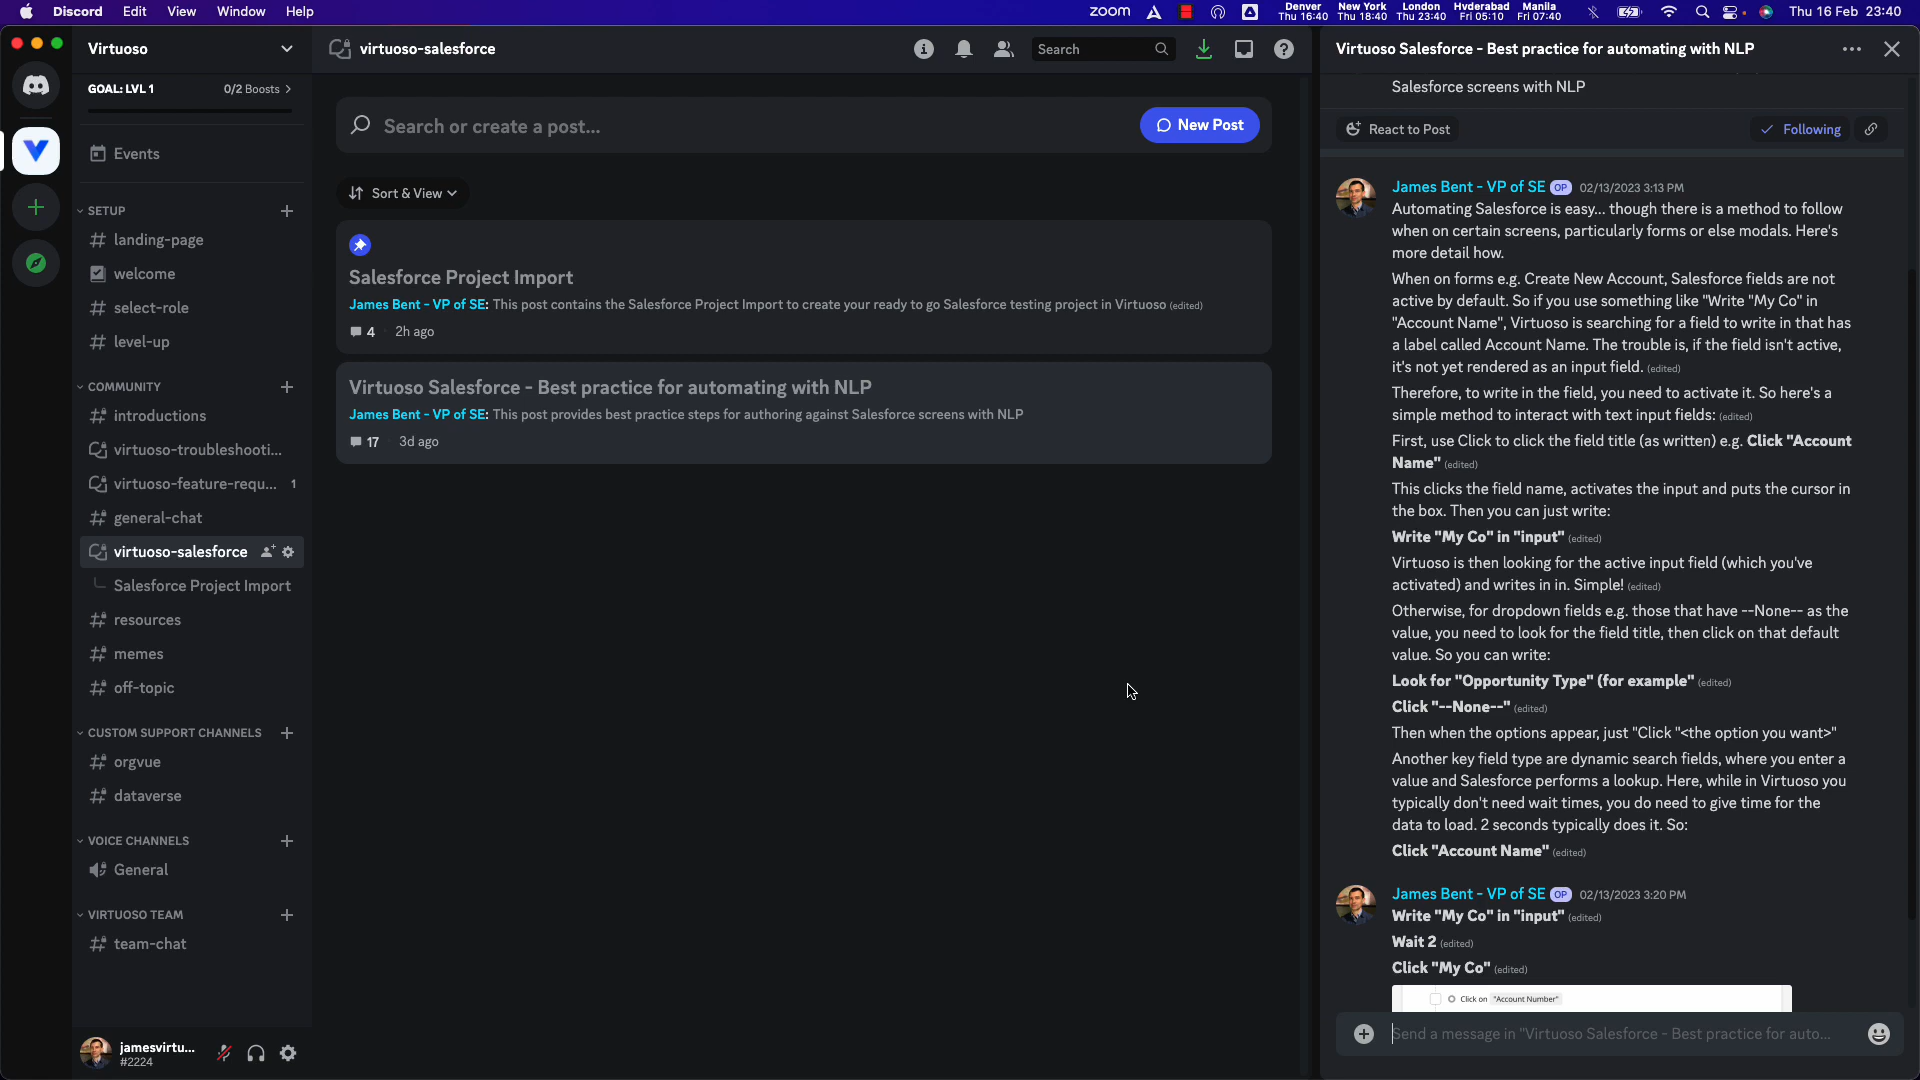 Discord Edit View Window Help
zoom
Denver New York London Hyderabad Manila
Thu 16:40 Thu 18:40 Thu 23:40 Fri 05:10 Fri 07:40
Thu 16 Feb 23:40
Virtuoso
GOAL: LVL 1 0/2 Boosts
Events
SETUP
landing-page
welcome
select-role
level-up
COMMUNITY
introductions
virtuoso-troubleshooti...
virtuoso-feature-requ... 1
general-chat
virtuoso-salesforce
Salesforce Project Import
resources
memes
off-topic
CUSTOM SUPPORT CHANNELS
orgvue
dataverse
VOICE CHANNELS
General
VIRTUOSO TEAM
team-chat
jamesvirtu...
#2224
virtuoso-salesforce
Search
Search or create a post...
New Post
Sort & View
Salesforce Project Import
James Bent - VP of SE: This post contains the Salesforce Project Import to create your ready to go Salesforce testing project in Virtuoso (edited)
4 · 2h ago
Virtuoso Salesforce - Best practice for automating with NLP
James Bent - VP of SE: This post provides best practice steps for authoring against Salesforce screens with NLP
17 · 3d ago
Virtuoso Salesforce - Best practice for automating with NLP
Salesforce screens with NLP
React to Post
Following
James Bent - VP of SE OP 02/13/2023 3:13 PM
Automating Salesforce is easy... though there is a method to follow
when on certain screens, particularly forms or else modals. Here's
more detail how.
When on forms e.g. Create New Account, Salesforce fields are not
active by default. So if you use something like "Write "My Co" in
"Account Name", Virtuoso is searching for a field to write in that has
a label called Account Name. The trouble is, if the field isn't active,
it's not yet rendered as an input field. (edited)
Therefore, to write in the field, you need to activate it. So here's a
simple method to interact with text input fields: (edited)
First, use Click to click the field title (as written) e.g. Click "Account
Name" (edited)
This clicks the field name, activates the input and puts the cursor in
the box. Then you can just write:
Write "My Co" in "input" (edited)
Virtuoso is then looking for the active input field (which you've
activated) and writes in in. Simple! (edited)
Otherwise, for dropdown fields e.g. those that have --None-- as the
value, you need to look for the field title, then click on that default
value. So you can write:
Look for "Opportunity Type" (for example" (edited)
Click "--None--" (edited)
Then when the options appear, just "Click "<the option you want>"
Another key field type are dynamic search fields, where you enter a
value and Salesforce performs a lookup. Here, while in Virtuoso you
typically don't need wait times, you do need to give time for the
data to load. 2 seconds typically does it. So:
Click "Account Name" (edited)
James Bent - VP of SE OP 02/13/2023 3:20 PM
Write "My Co" in "input" (edited)
Wait 2 (edited)
Click "My Co" (edited)
Click on "Account Number"
Send a message in "Virtuoso Salesforce - Best practice for auto...